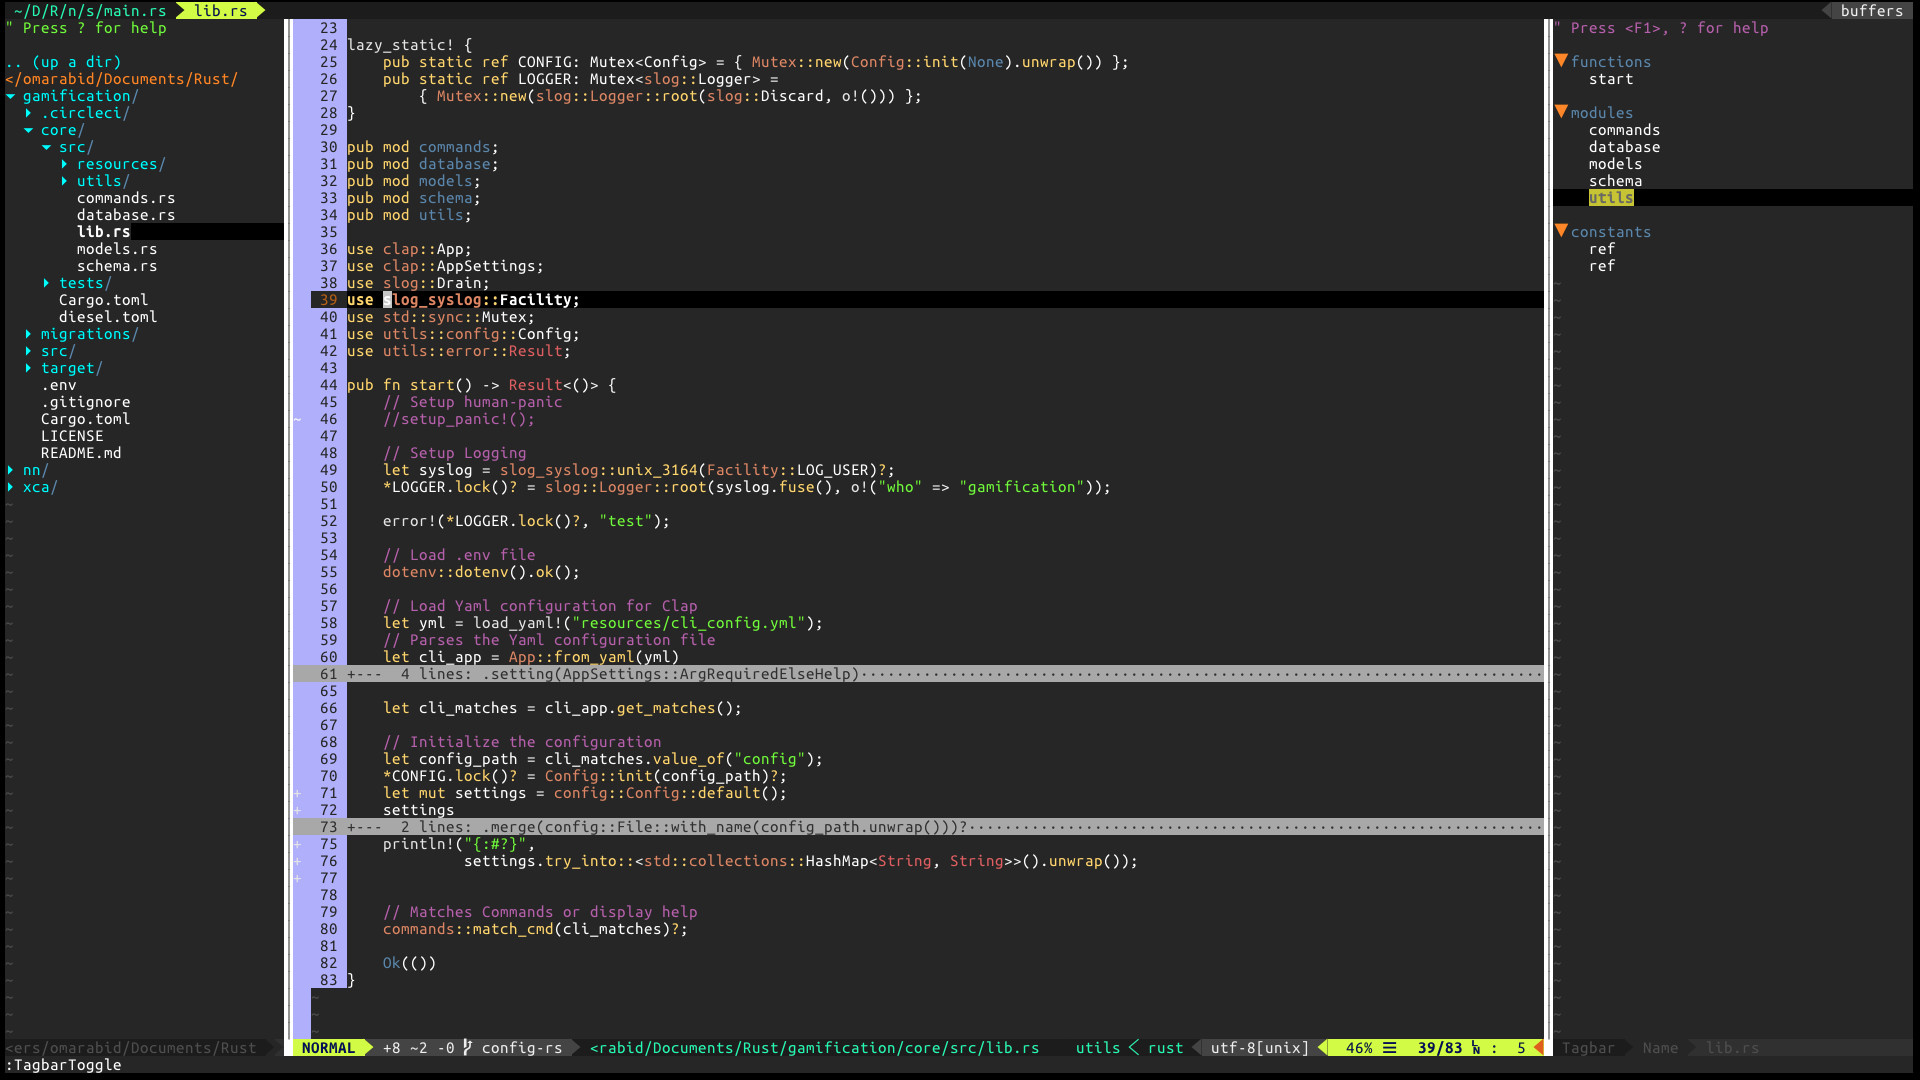 ~/D/R/n/s/main.rs  lib.rs  buffers
" Press ? for help
.. (up a dir)
</omarabid/Documents/Rust/
gamification/
.circleci/
core/
src/
resources/
utils/
commands.rs
database.rs
lib.rs
models.rs
schema.rs
tests/
Cargo.toml
diesel.toml
migrations/
src/
target/
.env
.gitignore
Cargo.toml
LICENSE
README.md
nn/
xca/
<ers/omarabid/Documents/Rust
23
24 lazy_static! {
25     pub static ref CONFIG: Mutex<Config> = { Mutex::new(Config::init(None).unwrap()) };
26     pub static ref LOGGER: Mutex<slog::Logger> =
27         { Mutex::new(slog::Logger::root(slog::Discard, o!())) };
28 }
29
30 pub mod commands;
31 pub mod database;
32 pub mod models;
33 pub mod schema;
34 pub mod utils;
35
36 use clap::App;
37 use clap::AppSettings;
38 use slog::Drain;
39 use slog_syslog::Facility;
40 use std::sync::Mutex;
41 use utils::config::Config;
42 use utils::error::Result;
43
44 pub fn start() -> Result<()> {
45     // Setup human-panic
~ 46     //setup_panic!();
47
48     // Setup Logging
49     let syslog = slog_syslog::unix_3164(Facility::LOG_USER)?;
50     *LOGGER.lock()? = slog::Logger::root(syslog.fuse(), o!("who" => "gamification"));
51
52     error!(*LOGGER.lock()?, "test");
53
54     // Load .env file
55     dotenv::dotenv().ok();
56
57     // Load Yaml configuration for Clap
58     let yml = load_yaml!("resources/cli_config.yml");
59     // Parses the Yaml configuration file
60     let cli_app = App::from_yaml(yml)
61 +---  4 lines: .setting(AppSettings::ArgRequiredElseHelp)
65
66     let cli_matches = cli_app.get_matches();
67
68     // Initialize the configuration
69     let config_path = cli_matches.value_of("config");
70     *CONFIG.lock()? = Config::init(config_path)?;
+ 71     let mut settings = config::Config::default();
+ 72     settings
73 +---  2 lines: .merge(config::File::with_name(config_path.unwrap()))?
+ 75     println!("{:#?}",
+ 76              settings.try_into::<std::collections::HashMap<String, String>>().unwrap());
+ 77
78
79     // Matches Commands or display help
80     commands::match_cmd(cli_matches)?;
81
82     Ok(())
83 }
NORMAL  +8 ~2 -0  config-rs  <rabid/Documents/Rust/gamification/core/src/lib.rs  utils < rust  utf-8[unix]  46% ☰ 39/83 ㏑ : 5
" Press <F1>, ? for help
functions
start
modules
commands
database
models
schema
utils
constants
ref
ref
Tagbar  Name  lib.rs
:TagbarToggle